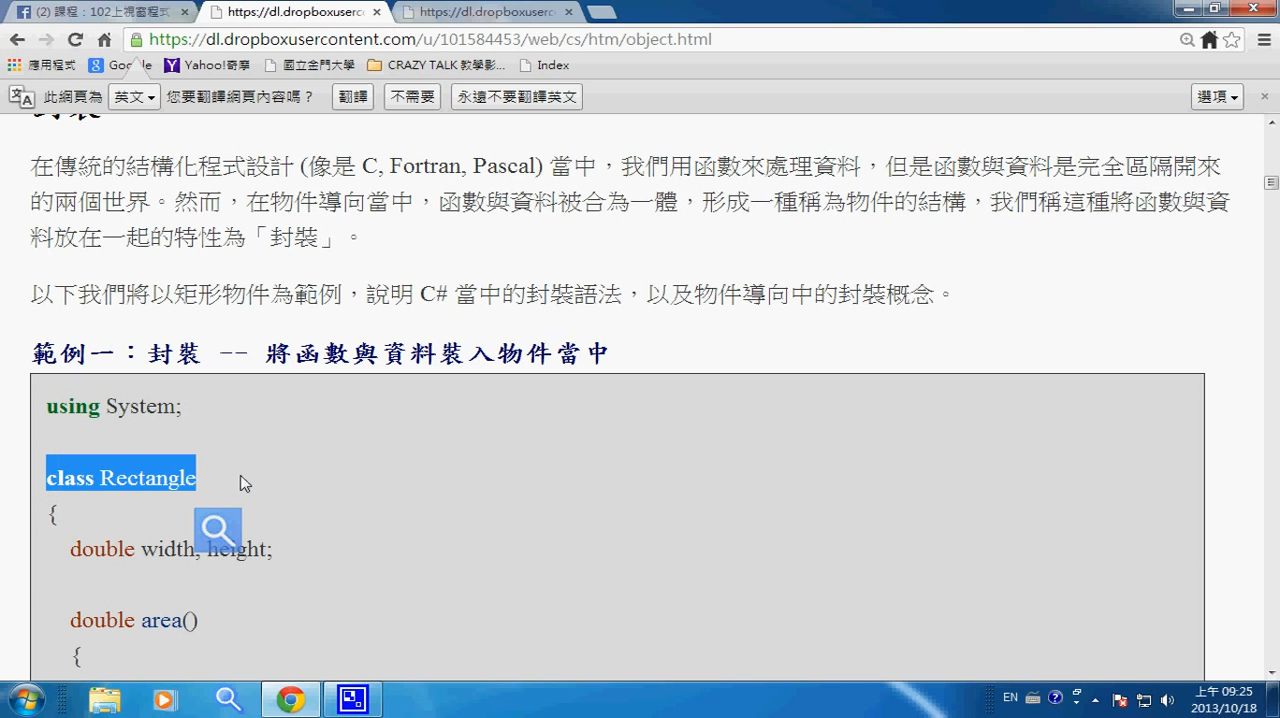 (2) 課程：102上視窗程式
https://dl.dropboxuserco
https://dl.dropboxuserco
https://dl.dropboxusercontent.com/u/101584453/web/cs/htm/object.html
應用程式
Yahoo!奇摩
國立金門大學
CRAZY TALK 教學影...
Index
此網頁為 英文 您要翻譯網頁內容嗎？ 翻譯 不需要 永遠不要翻譯英文 選項
在傳統的結構化程式設計 (像是 C, Fortran, Pascal) 當中，我們用函數來處理資料，但是函數與資料是完全區隔開來
的兩個世界。然而，在物件導向當中，函數與資料被合為一體，形成一種稱為物件的結構，我們稱這種將函數與資
料放在一起的特性為「封裝」。
以下我們將以矩形物件為範例，說明 C# 當中的封裝語法，以及物件導向中的封裝概念。
範例一：封裝 -- 將函數與資料裝入物件當中
using System;
class Rectangle
{
double width, height;
double area()
{
EN
上午 09:25
2013/10/18